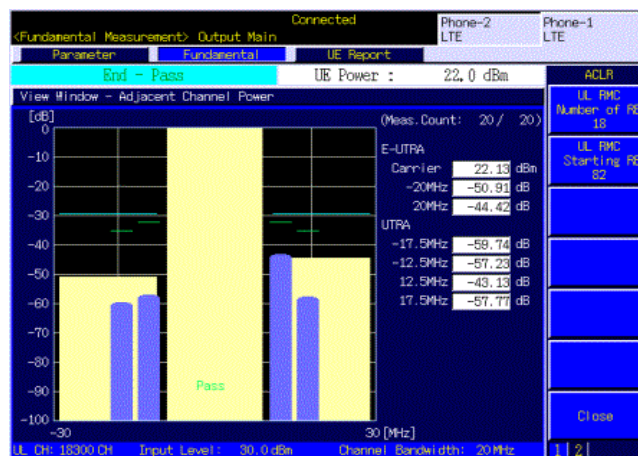 Connected
Phone-2
LTE
Phone-1
LTE
<Fundamental Measurement> Output Main
Parameter
Fundamental
UE Report
End - Pass
UE Power :
22.0 dBm
ACLR
View Window - Adjacent Channel Power
UL RMC
Number of RB
18
UL RMC
Starting RB
82
Close
1 2
[dB]
(Meas.Count: 20/ 20)
0
-10
-20
-30
-40
-50
-60
-70
-80
-90
-100
Pass
-30
30 [MHz]
E-UTRA
Carrier 22.13 dBm
-20MHz -50.91 dB
20MHz -44.42 dB
UTRA
-17.5MHz -59.74 dB
-12.5MHz -57.23 dB
12.5MHz -43.13 dB
17.5MHz -57.77 dB
UL CH: 18300 CH Input Level: 30.0 dBm Channel Bandwidth: 20 MHz